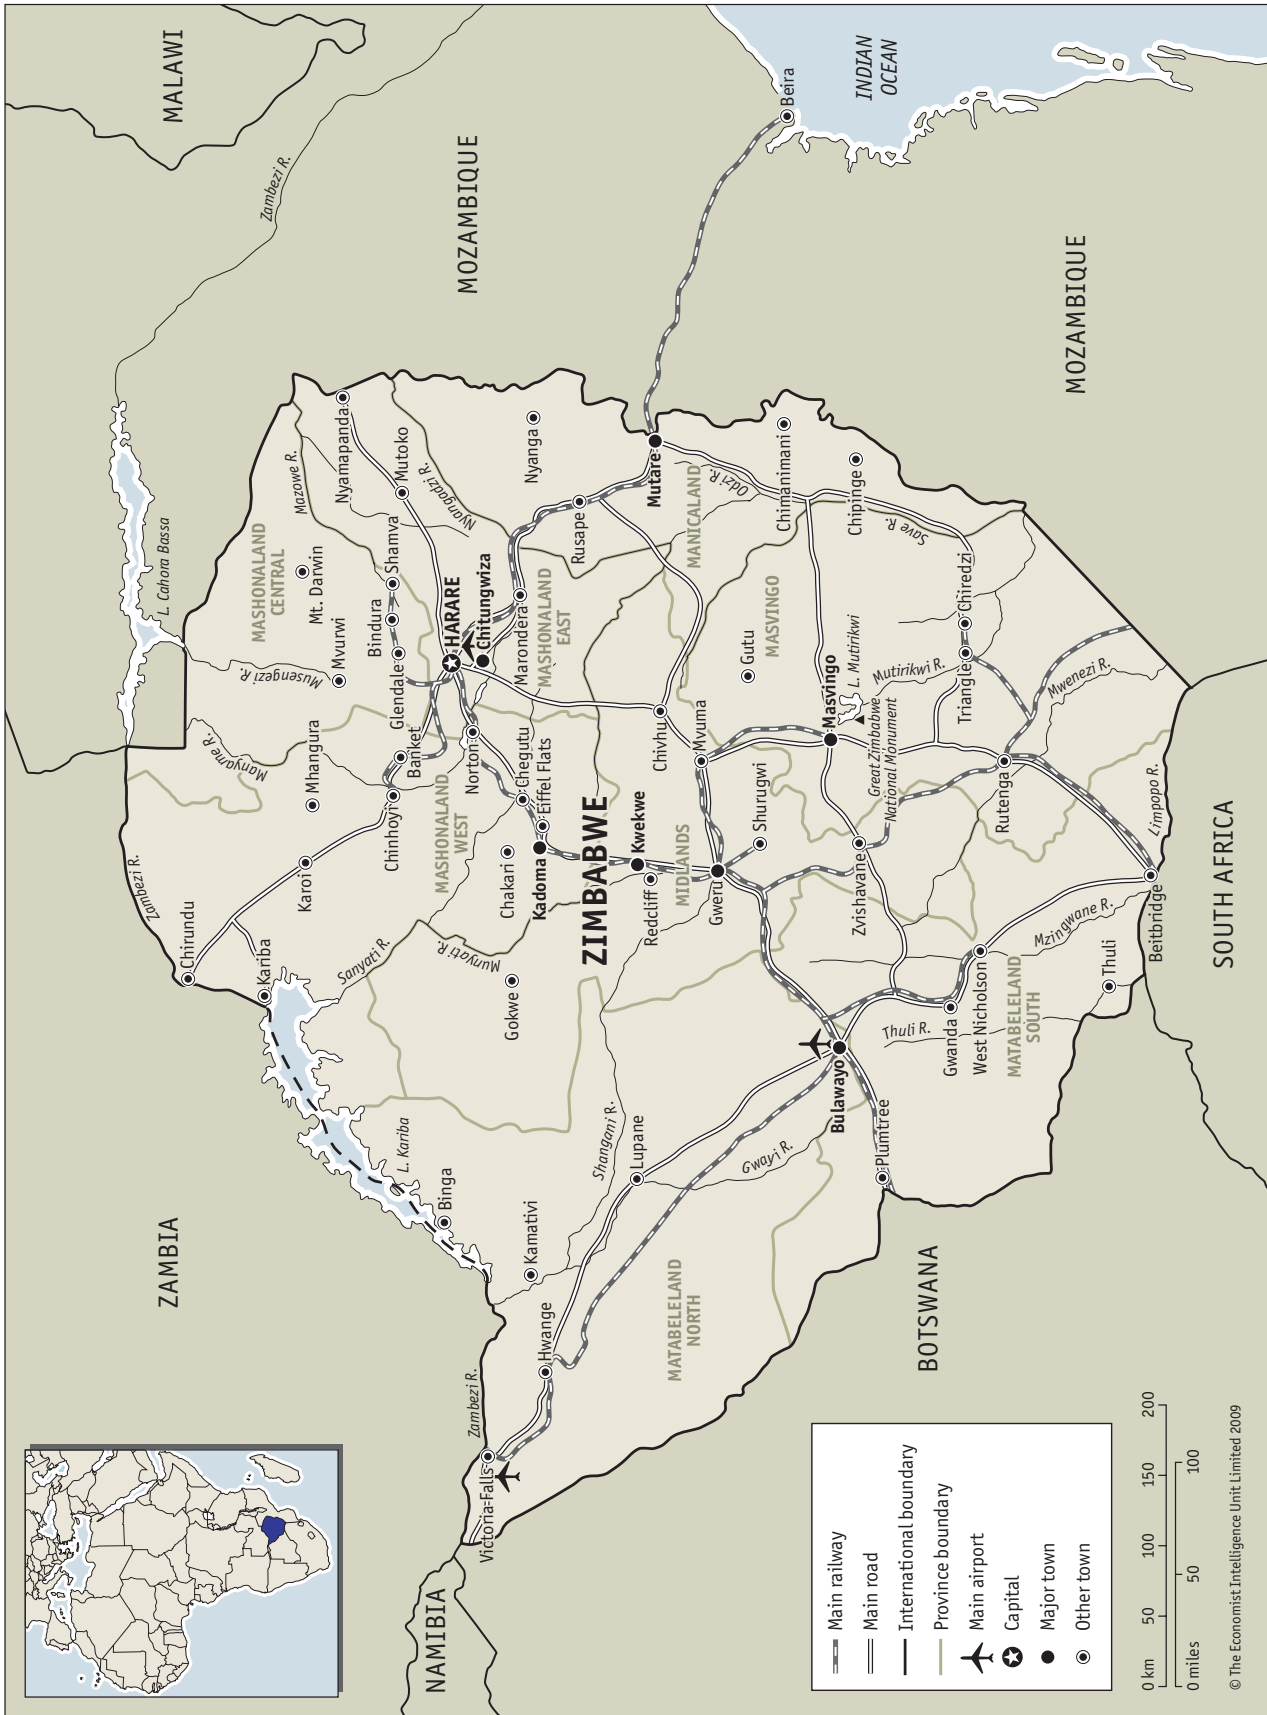 MALAWI
Zambezi R.
MOZAMBIQUE
Beira
INDIAN
OCEAN
MOZAMBIQUE
L. Cahora Bassa
MASHONALAND
CENTRAL
Mazowe R.
Nyamapanda
Mutoko
Nyangadzi R.
Nyanga
Mt. Darwin
Shamva
Bindura
Mvurwi
Musengezi R.
Glendale
HARARE
Chitungwiza
Marondera
MASHONALAND
EAST
Rusape
Mutare
MANICALAND
Odzi R.
Chimanimani
Chipinge
Save R.
Manyame R.
Mhangura
Banket
Chinhoyi
Norton
Chegutu
Eiffel Flats
MASHONALAND
WEST
Chakari
Kadoma
ZIMBABWE
Chivhu
Mvuma
Gutu
MASVINGO
Masvingo
L. Mutirikwi
Mutirikwi R.
Great Zimbabwe
National Monument
Triangle
Chiredzi
Mwenezi R.
Zambezi R.
Chirundu
Karoi
Kariba
Sanyati R.
Munyati R.
Gokwe
Kwekwe
Redcliff
MIDLANDS
Gweru
Shurugwi
Zvishavane
Rutenga
Limpopo R.
Beitbridge
Mzingwane R.
Thuli
SOUTH AFRICA
ZAMBIA
L. Kariba
Binga
Kamativi
Shangani R.
Lupane
Gwayi R.
Bulawayo
Plumtree
Thuli R.
Gwanda
West Nicholson
MATABELELAND
SOUTH
Hwange
MATABELELAND
NORTH
Zambezi R.
Victoria Falls
NAMIBIA
BOTSWANA
Main railway
Main road
International boundary
Province boundary
Main airport
Capital
Major town
Other town
0 km 50 100 150 200
0 miles 50 100
© The Economist Intelligence Unit Limited 2009